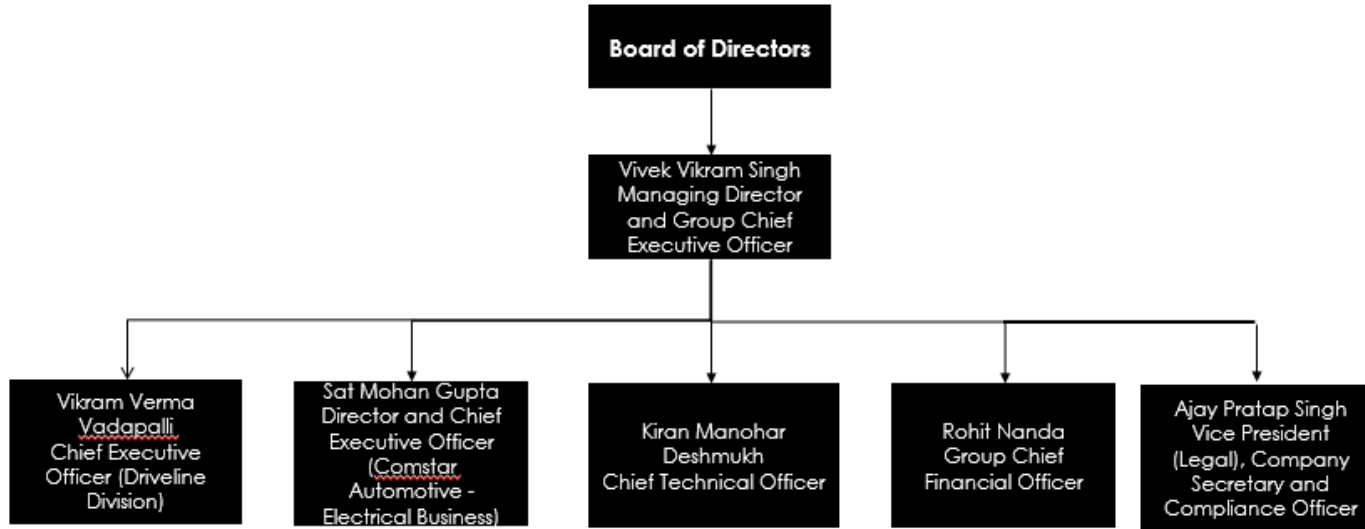 Board of Directors
Vivek Vikram Singh
Managing Director
and Group Chief
Executive Officer
Vikram Verma
Vadapalli
Chief Executive
Officer (Driveline
Division)
Sat Mohan Gupta
Director and Chief
Executive Officer
(Comstar
Automotive -
Electrical Business)
Kiran Manohar
Deshmukh
Chief Technical Officer
Rohit Nanda
Group Chief
Financial Officer
Ajay Pratap Singh
Vice President
(Legal), Company
Secretary and
Compliance Officer